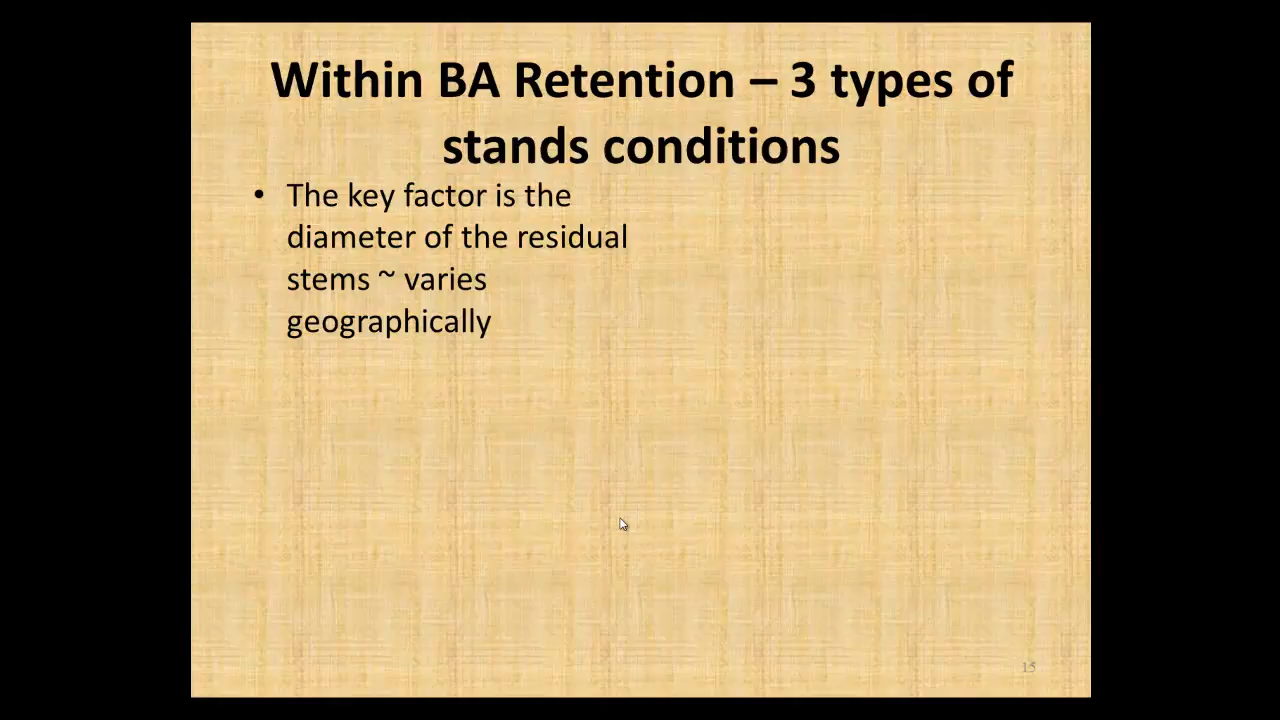 Within BA Retention – 3 types of
stands conditions
• The key factor is the
diameter of the residual
stems ~ varies
geographically
15